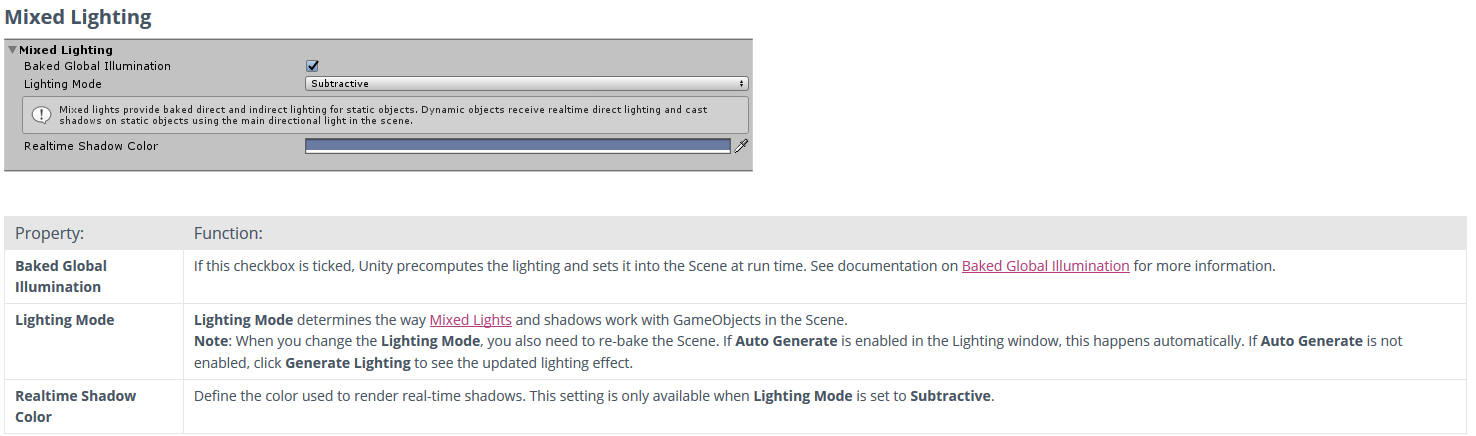 Mixed Lighting
Mixed Lighting
Baked Global Illumination
Lighting Mode
Subtractive
Mixed lights provide baked direct and indirect lighting for static objects. Dynamic objects receive realtime direct lighting and cast
shadows on static objects using the main directional light in the scene.
Realtime Shadow Color
Property:
Function:
Baked Global
Illumination
If this checkbox is ticked, Unity precomputes the lighting and sets it into the Scene at run time. See documentation on Baked Global Illumination for more information.
Lighting Mode
Lighting Mode determines the way Mixed Lights and shadows work with GameObjects in the Scene.
Note: When you change the Lighting Mode, you also need to re-bake the Scene. If Auto Generate is enabled in the Lighting window, this happens automatically. If Auto Generate is not
enabled, click Generate Lighting to see the updated lighting effect.
Realtime Shadow
Color
Define the color used to render real-time shadows. This setting is only available when Lighting Mode is set to Subtractive.